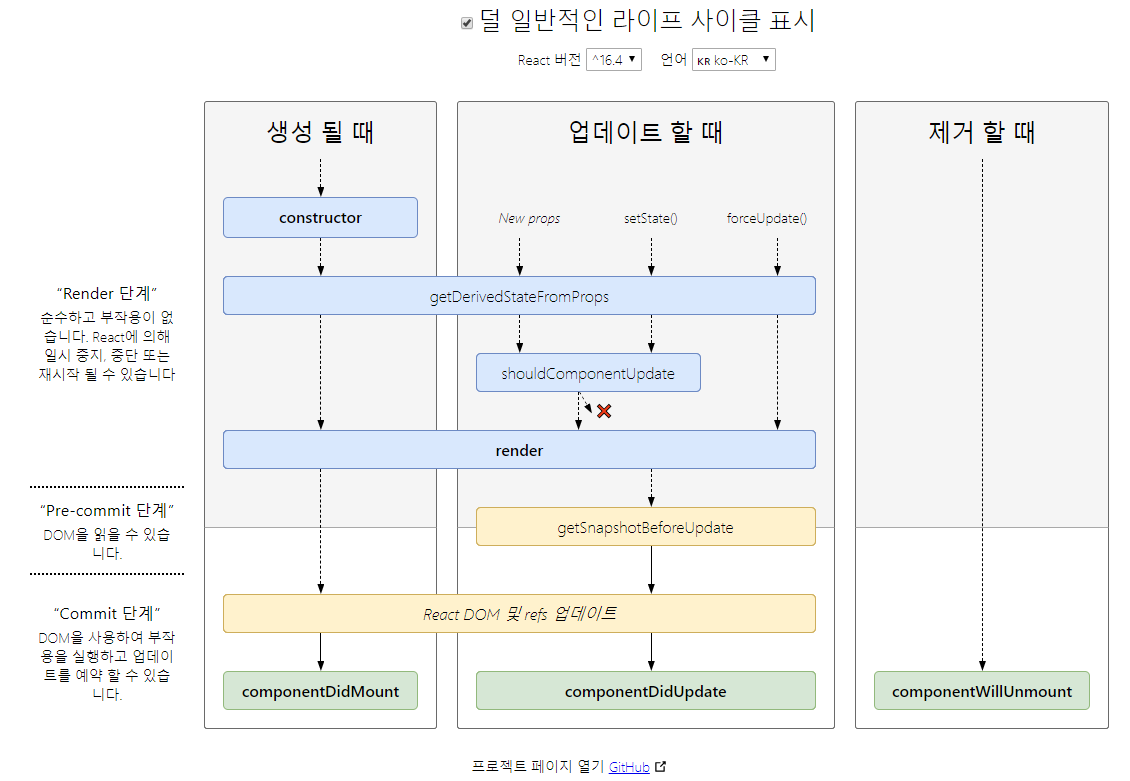 덜 일반적인 라이프 사이클 표시
React 버전 ^16.4 언어 KR ko-KR
생성 될 때
업데이트 할 때
제거 할 때
constructor
New props
setState()
forceUpdate()
“Render 단계”
순수하고 부작용이 없
습니다. React에 의해
일시 중지, 중단 또는
재시작 될 수 있습니다
getDerivedStateFromProps
shouldComponentUpdate
render
“Pre-commit 단계”
DOM을 읽을 수 있습
니다.
getSnapshotBeforeUpdate
“Commit 단계”
DOM을 사용하여 부작
용을 실행하고 업데이
트를 예약 할 수 있습
니다.
React DOM 및 refs 업데이트
componentDidMount
componentDidUpdate
componentWillUnmount
프로젝트 페이지 열기 GitHub